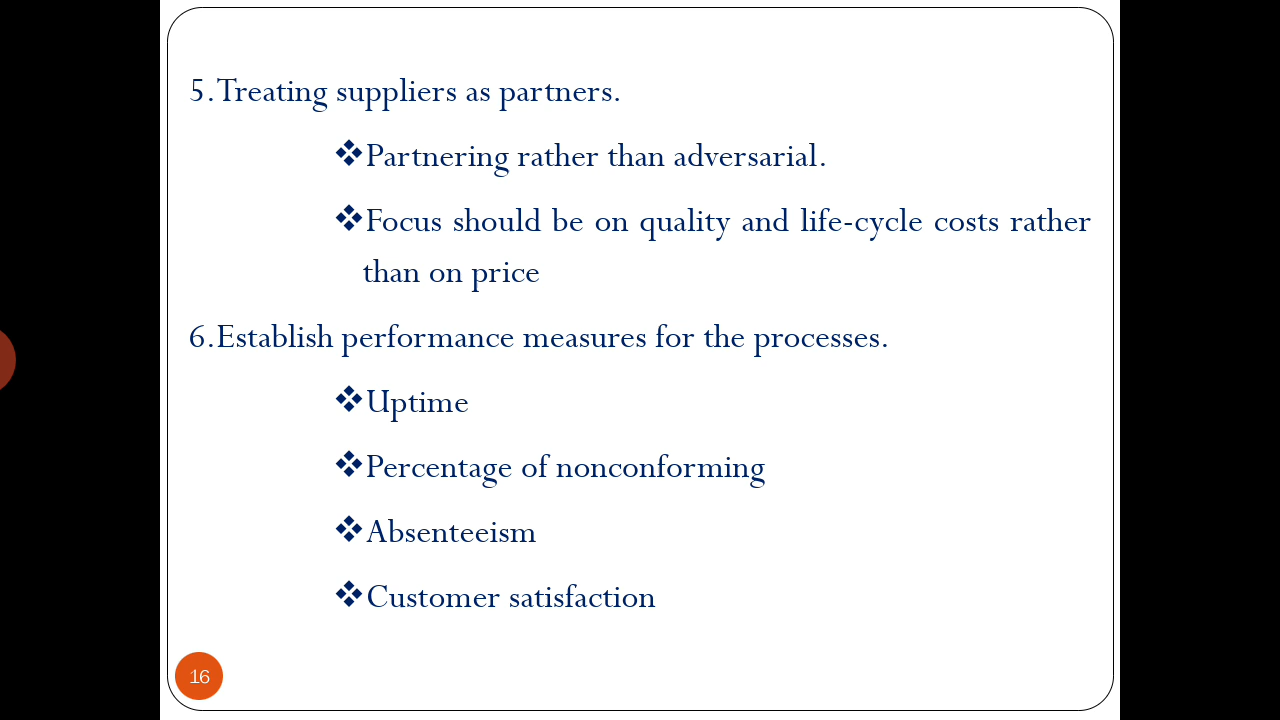 5.Treating suppliers as partners.
❖Partnering rather than adversarial.
❖Focus should be on quality and life-cycle costs rather
than on price
6.Establish performance measures for the processes.
❖Uptime
❖Percentage of nonconforming
❖Absenteeism
❖Customer satisfaction
16